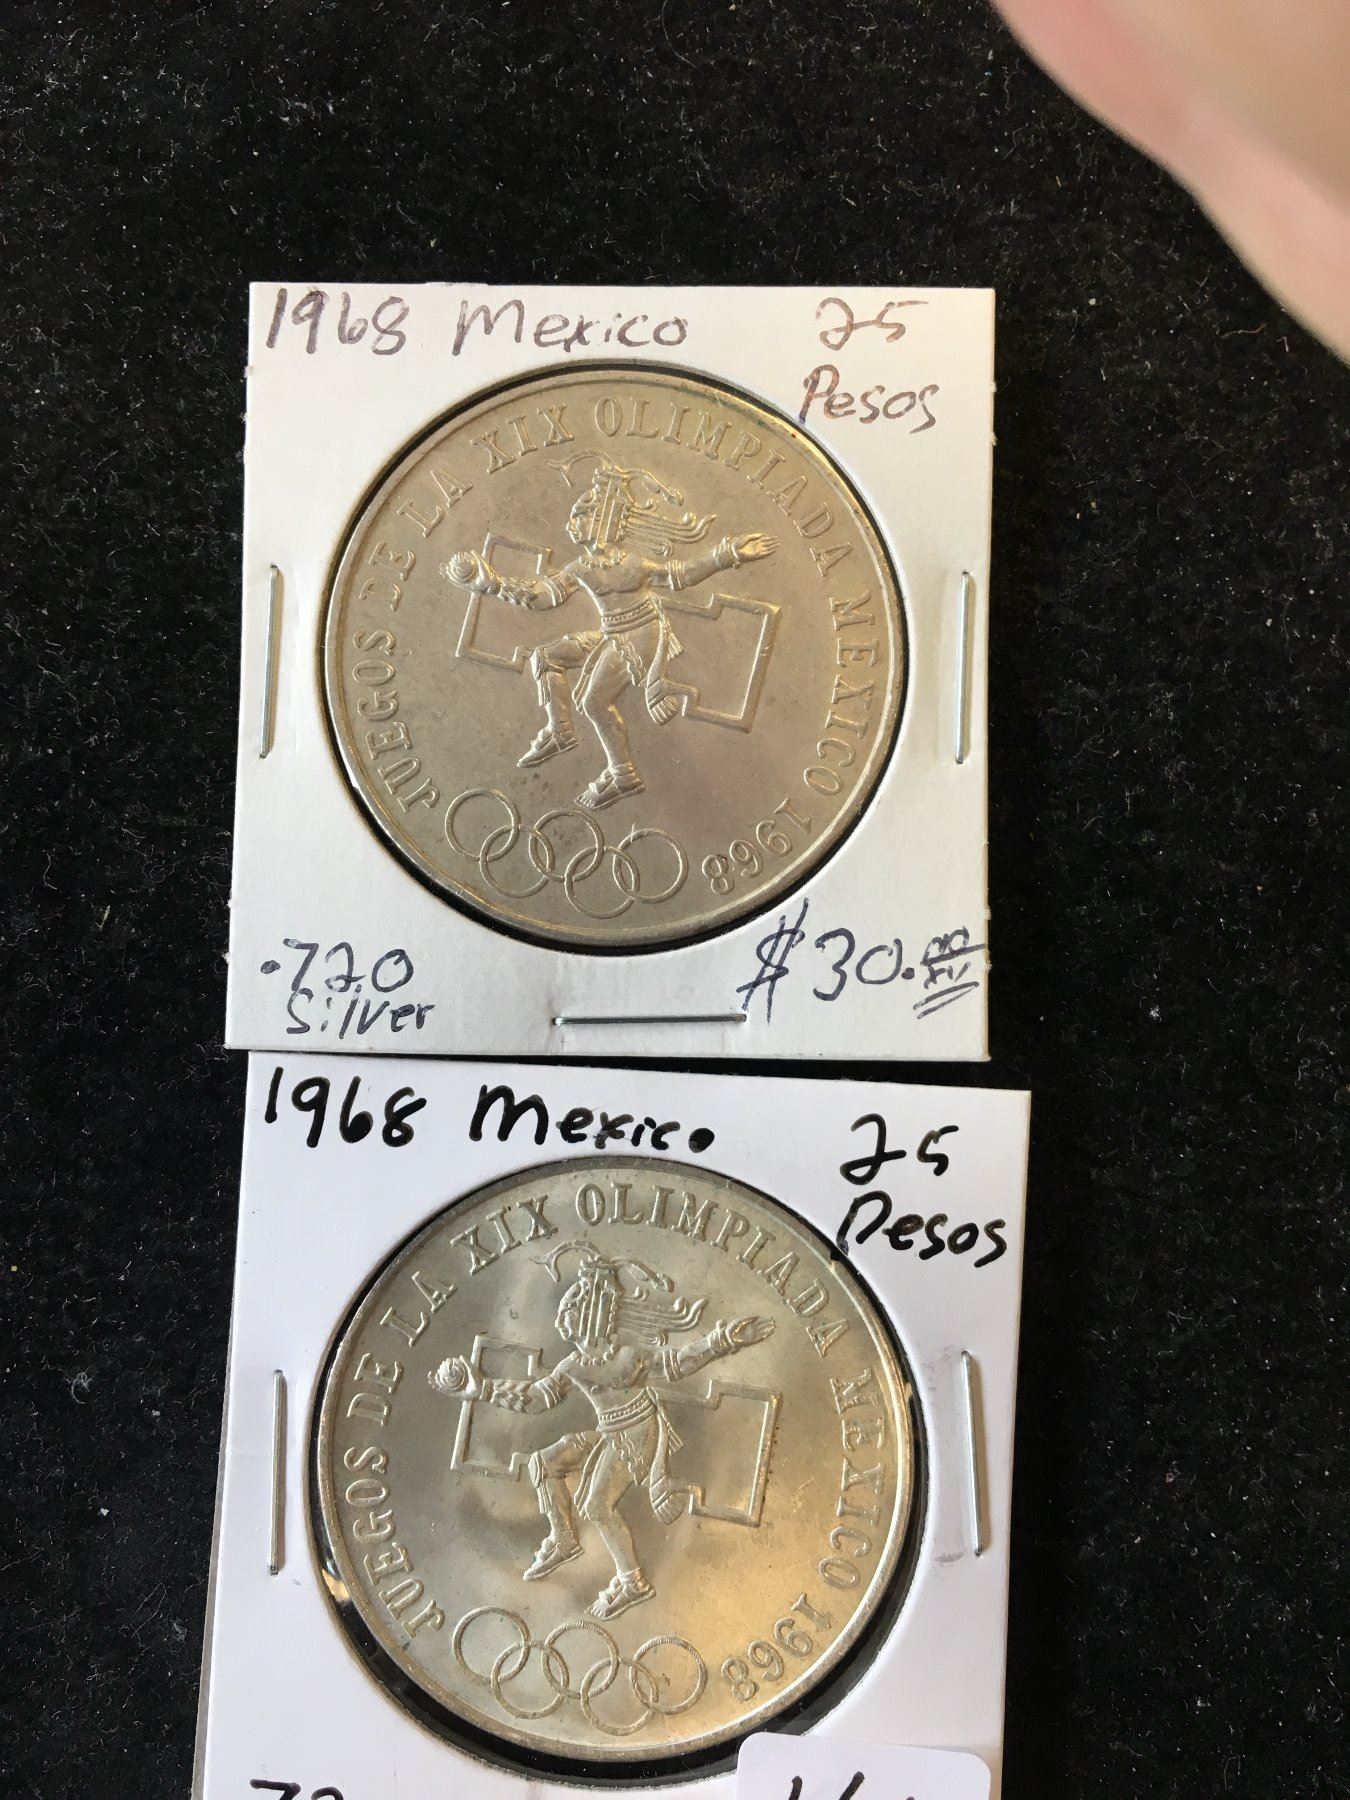 1968 Mexico 25
Pesos
JUEGOS DE LA XIX OLIMPIADA MEXICO 1968
.720
Silver
$30.
1968 Mexico 25
Pesos
JUEGOS DE LA XIX OLIMPIADA MEXICO 1968